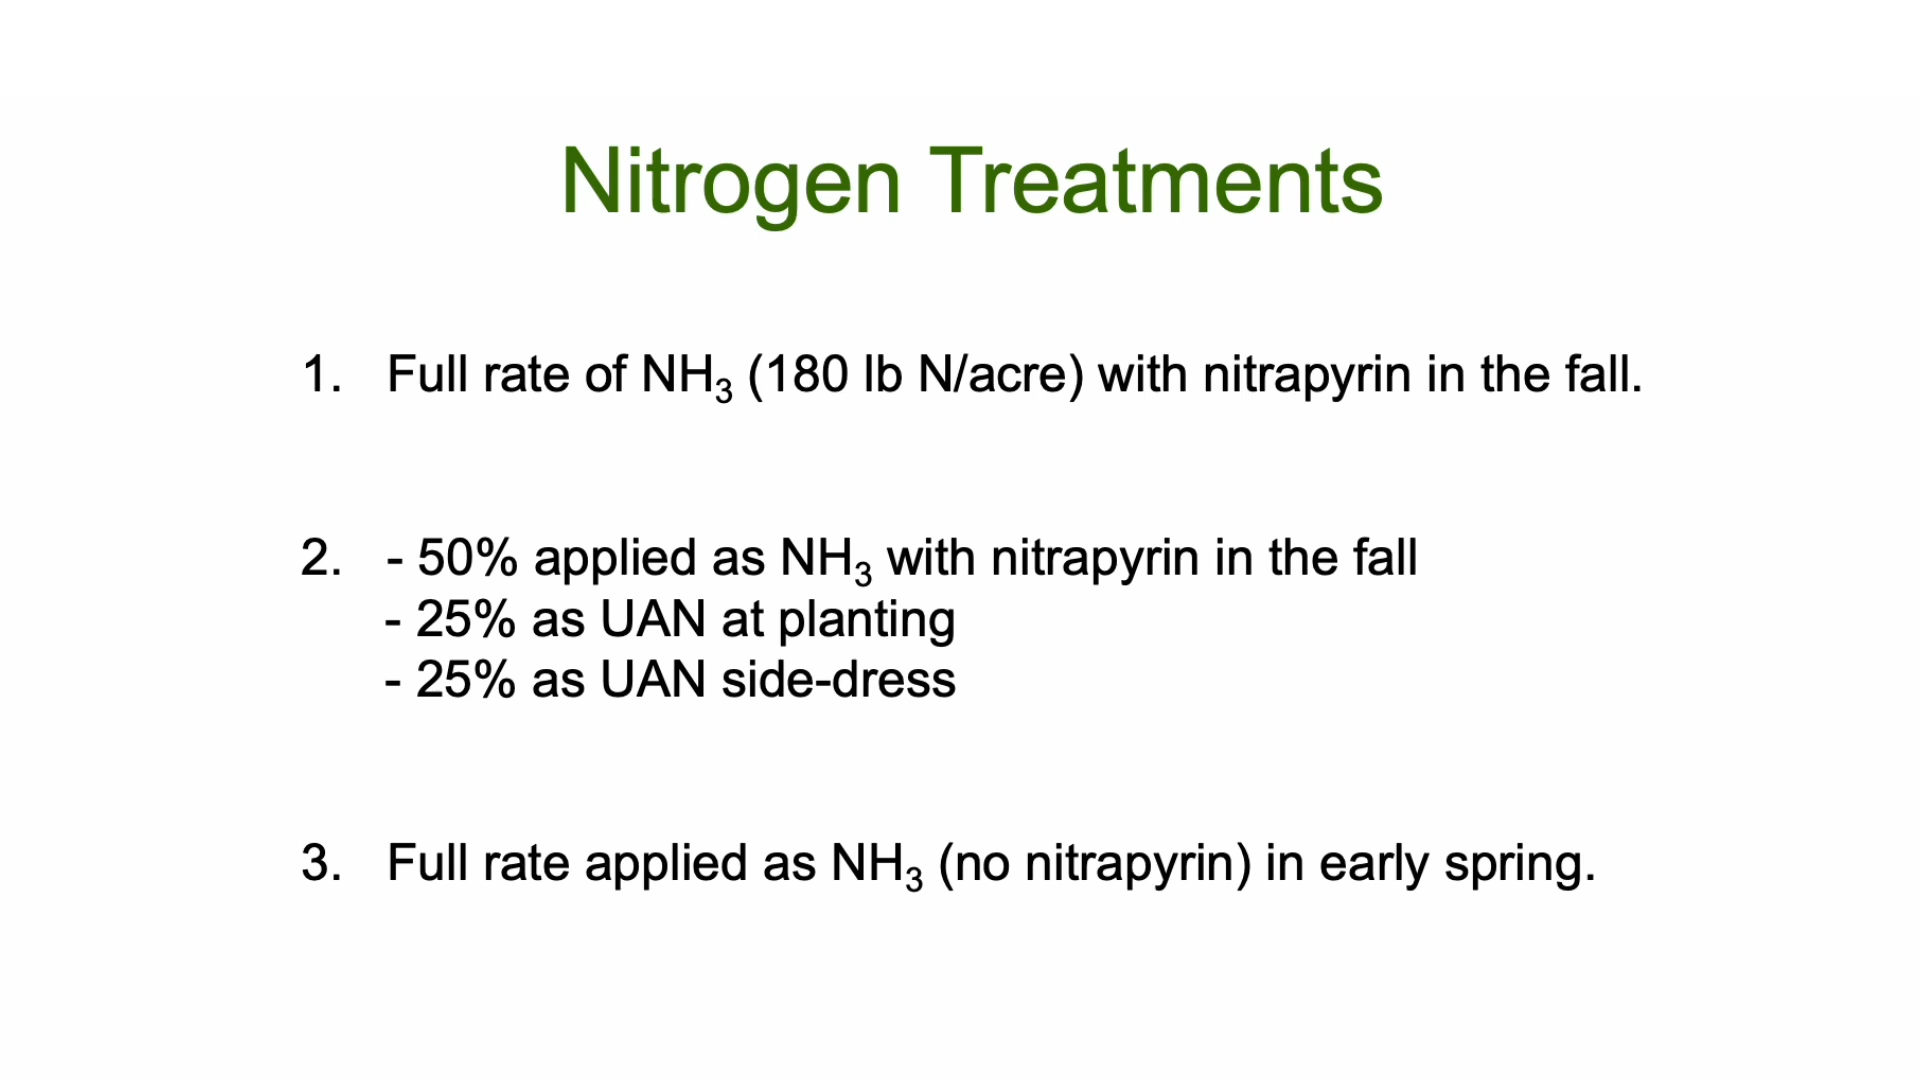 Nitrogen Treatments
1. Full rate of NH₃ (180 lb N/acre) with nitrapyrin in the fall.
2. - 50% applied as NH₃ with nitrapyrin in the fall
- 25% as UAN at planting
- 25% as UAN side-dress
3. Full rate applied as NH₃ (no nitrapyrin) in early spring.